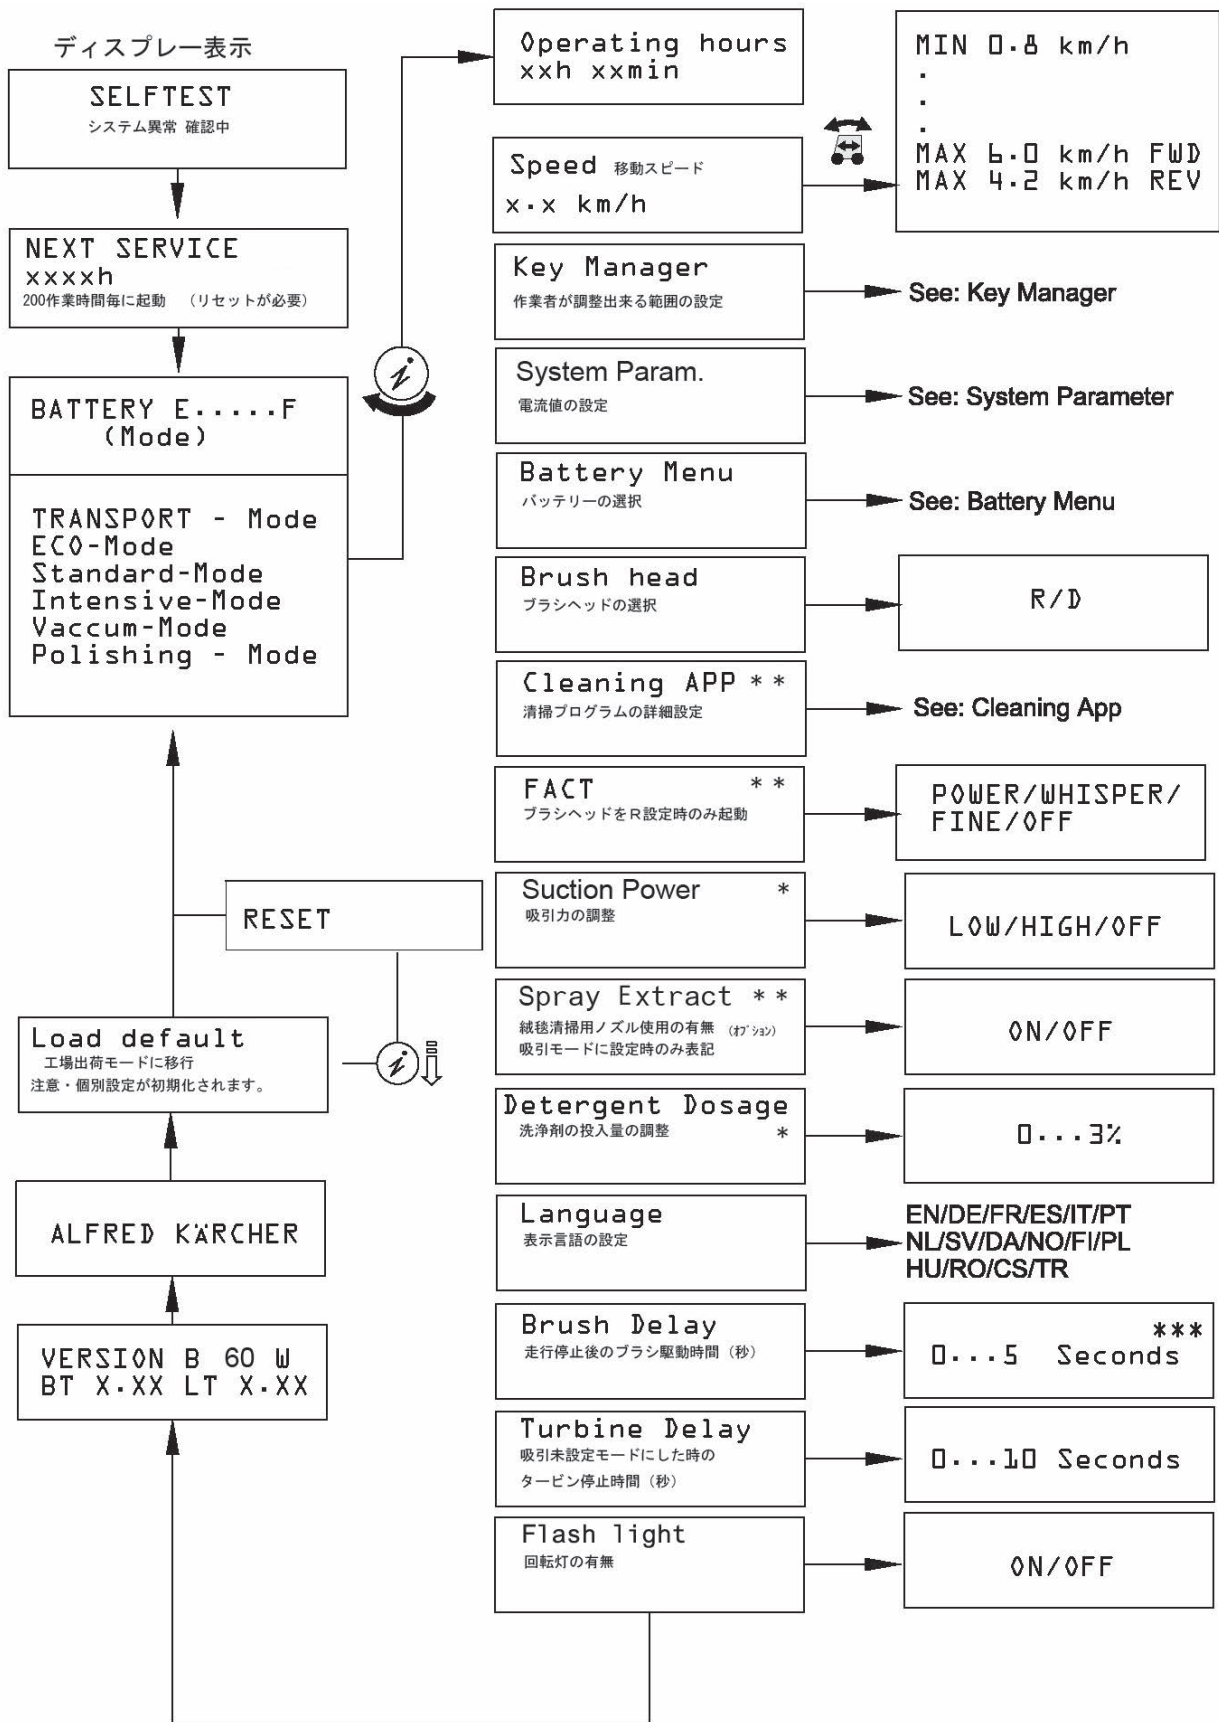 ディスプレー表示
SELFTEST
システム異常 確認中
NEXT SERVICE
xxxxh
200作業時間毎に起動 (リセットが必要)
BATTERY E.....F
(Mode)
TRANSPORT - Mode
ECO-Mode
Standard-Mode
Intensive-Mode
Vaccum-Mode
Polishing - Mode
RESET
Load default
工場出荷モードに移行
注意・個別設定が初期化されます。
ALFRED KÄRCHER
VERSION B 60 W
BT X.XX LT X.XX
i
i
Operating hours
xxh xxmin
Speed 移動スピード
x.x km/h
MIN 0.8 km/h
.
.
.
MAX 6.0 km/h FWD
MAX 4.2 km/h REV
Key Manager
作業者が調整出来る範囲の設定
See: Key Manager
System Param.
電流値の設定
See: System Parameter
Battery Menu
バッテリーの選択
See: Battery Menu
Brush head
ブラシヘッドの選択
R/D
Cleaning APP **
清掃プログラムの詳細設定
See: Cleaning App
FACT **
ブラシヘッドをR設定時のみ起動
POWER/WHISPER/
FINE/OFF
Suction Power *
吸引力の調整
LOW/HIGH/OFF
Spray Extract **
絨毯清掃用ノズル使用の有無 (オプション)
吸引モードに設定時のみ表記
ON/OFF
Detergent Dosage
洗浄剤の投入量の調整 *
0...3%
Language
表示言語の設定
EN/DE/FR/ES/IT/PT
NL/SV/DA/NO/FI/PL
HU/RO/CS/TR
Brush Delay
走行停止後のブラシ駆動時間(秒)
***
0...5 Seconds
Turbine Delay
吸引未設定モードにした時の
タービン停止時間(秒)
0...10 Seconds
Flash light
回転灯の有無
ON/OFF